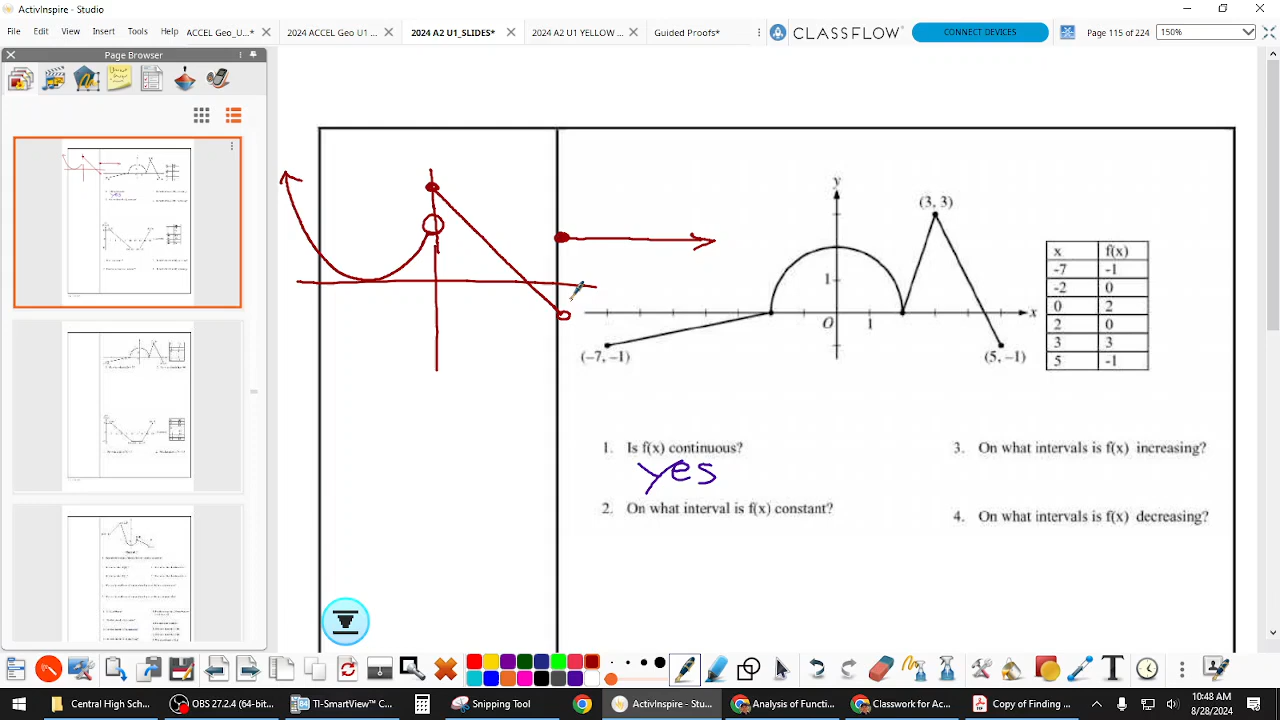 ActivInspire - Studio
File Edit View Insert Tools Help
ACCEL Geo_U...*
2024 ACCEL Geo U1 ...
2024 A2 U1_SLIDES*
2024 A2 U1 YELLOW ...
Guided Proofs*
CLASSFLOW
CONNECT DEVICES
Page 115 of 224
150%
Page Browser
y
(3, 3)
1
O
1
x
(−7, −1)
(5, −1)
x f(x)
-7 -1
-2 0
0 2
2 0
3 3
5 -1
1. Is f(x) continuous?
yes
2. On what interval is f(x) constant?
3. On what intervals is f(x) increasing?
4. On what intervals is f(x) decreasing?
Central High Sc...
OBS 27.2.4 (64-bit...
TI-SmartView™ C...
Snipping Tool
ActivInspire - Stu...
Analysis of Functi...
Classwork for Ac...
Copy of Finding ...
10:48 AM
8/28/2024